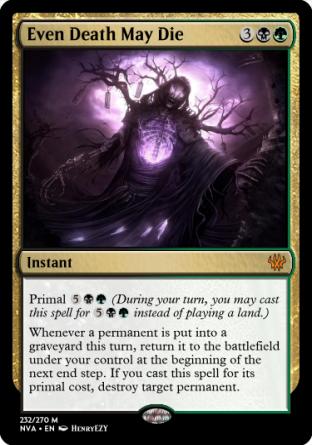 Even Death May Die 3
Instant
Primal 5 (During your turn, you may cast
this spell for 5 instead of playing a land.)
Whenever a permanent is put into a
graveyard this turn, return it to the battlefield
under your control at the beginning of the
next end step. If you cast this spell for its
primal cost, destroy target permanent.
232/270 M
NVA • EN HenryEZY